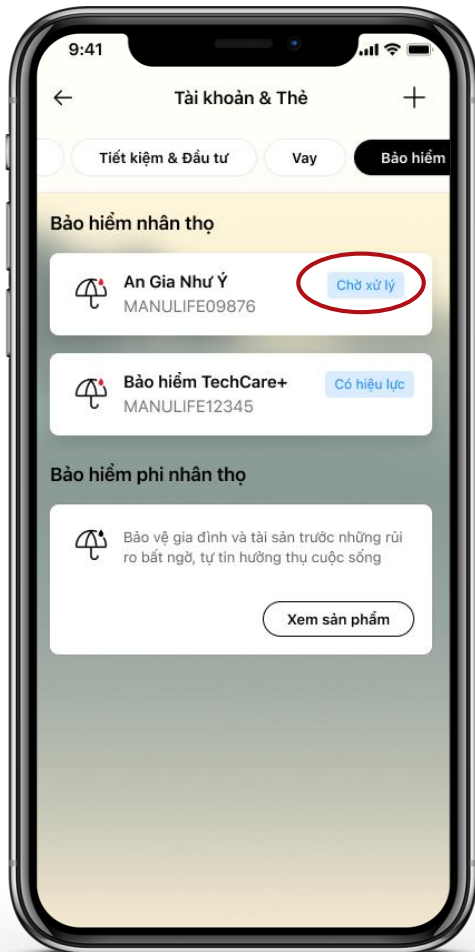 9:41
Tài khoản & Thẻ
Tiết kiệm & Đầu tư
Vay
Bảo hiểm
Bảo hiểm nhân thọ
An Gia Như Ý
Chờ xử lý
MANULIFE09876
Bảo hiểm TechCare+
Có hiệu lực
MANULIFE12345
Bảo hiểm phi nhân thọ
Bảo vệ gia đình và tài sản trước những rủi
ro bất ngờ, tự tin hưởng thụ cuộc sống
Xem sản phẩm